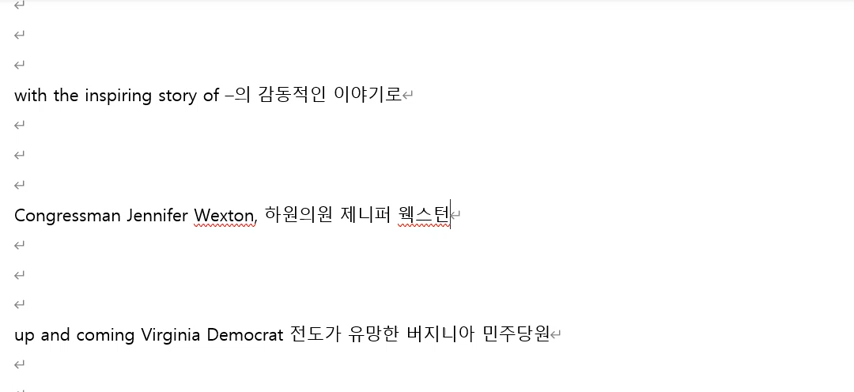 with the inspiring story of –의 감동적인 이야기로
Congressman Jennifer Wexton, 하원의원 제니퍼 웩스턴
up and coming Virginia Democrat 전도가 유망한 버지니아 민주당원